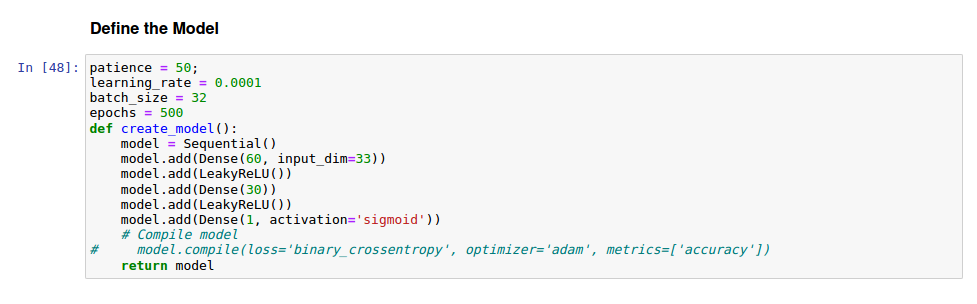 Define the Model
In [48]: patience = 50;
learning_rate = 0.0001
batch_size = 32
epochs = 500
def create_model():
    model = Sequential()
    model.add(Dense(60, input_dim=33))
    model.add(LeakyReLU())
    model.add(Dense(30))
    model.add(LeakyReLU())
    model.add(Dense(1, activation='sigmoid'))
    # Compile model
#     model.compile(loss='binary_crossentropy', optimizer='adam', metrics=['accuracy'])
    return model